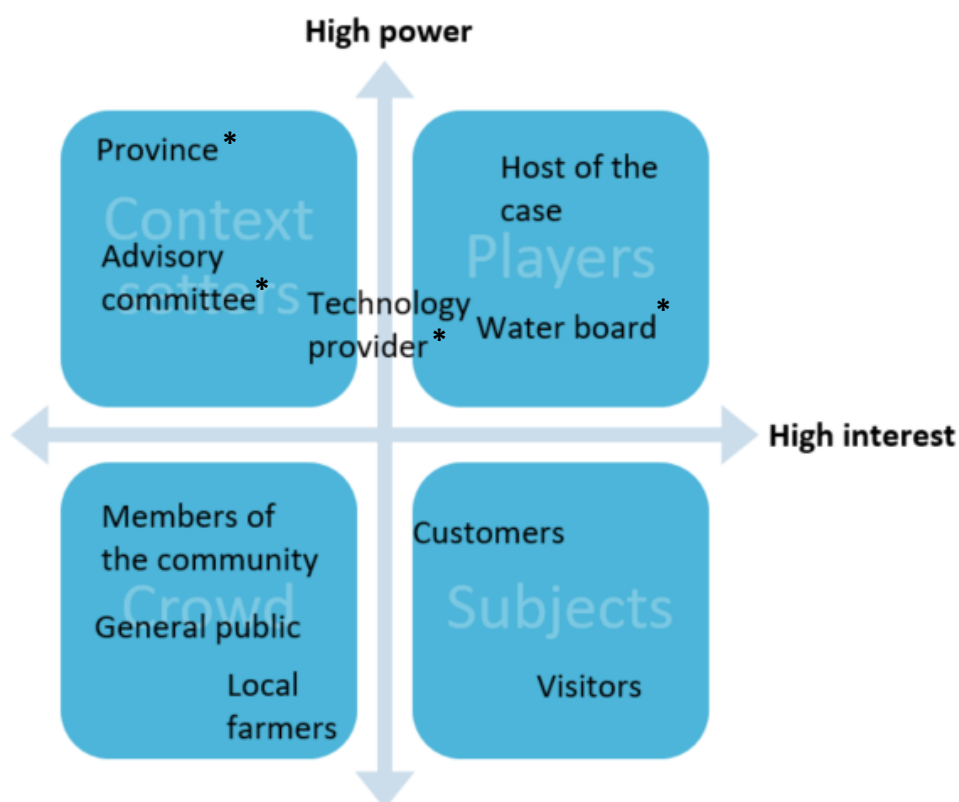 High power
Province*
Context
setters
Advisory
committee*
Host of the
case
Players
Technology
provider*
Water board*
High interest
Members of
the community
Crowd
General public
Local
farmers
Customers
Subjects
Visitors